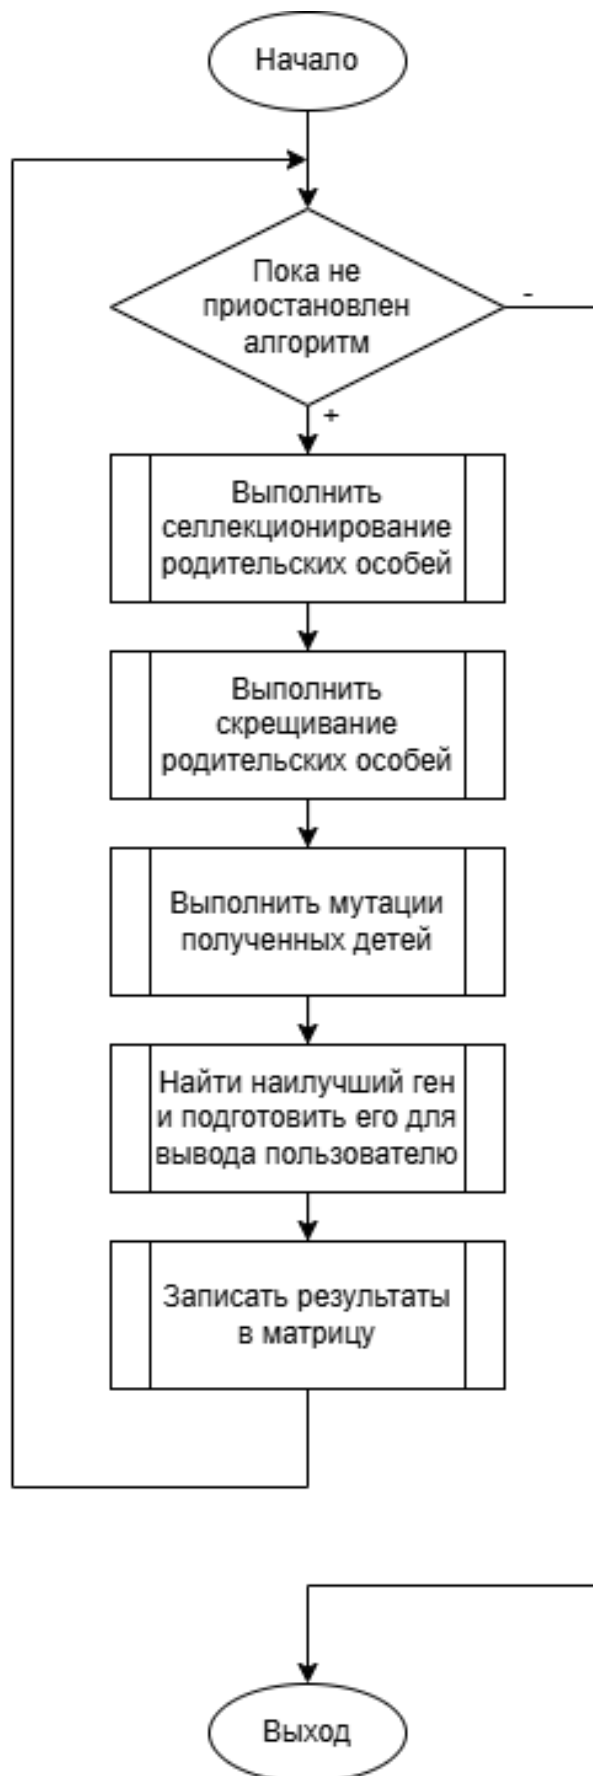 Начало
Пока не
приостановлен
алгоритм
-
+
Выполнить
селлекционирование
родительских особей
Выполнить
скрещивание
родительских особей
Выполнить мутации
полученных детей
Найти наилучший ген
и подготовить его для
вывода пользователю
Записать результаты
в матрицу
Выход